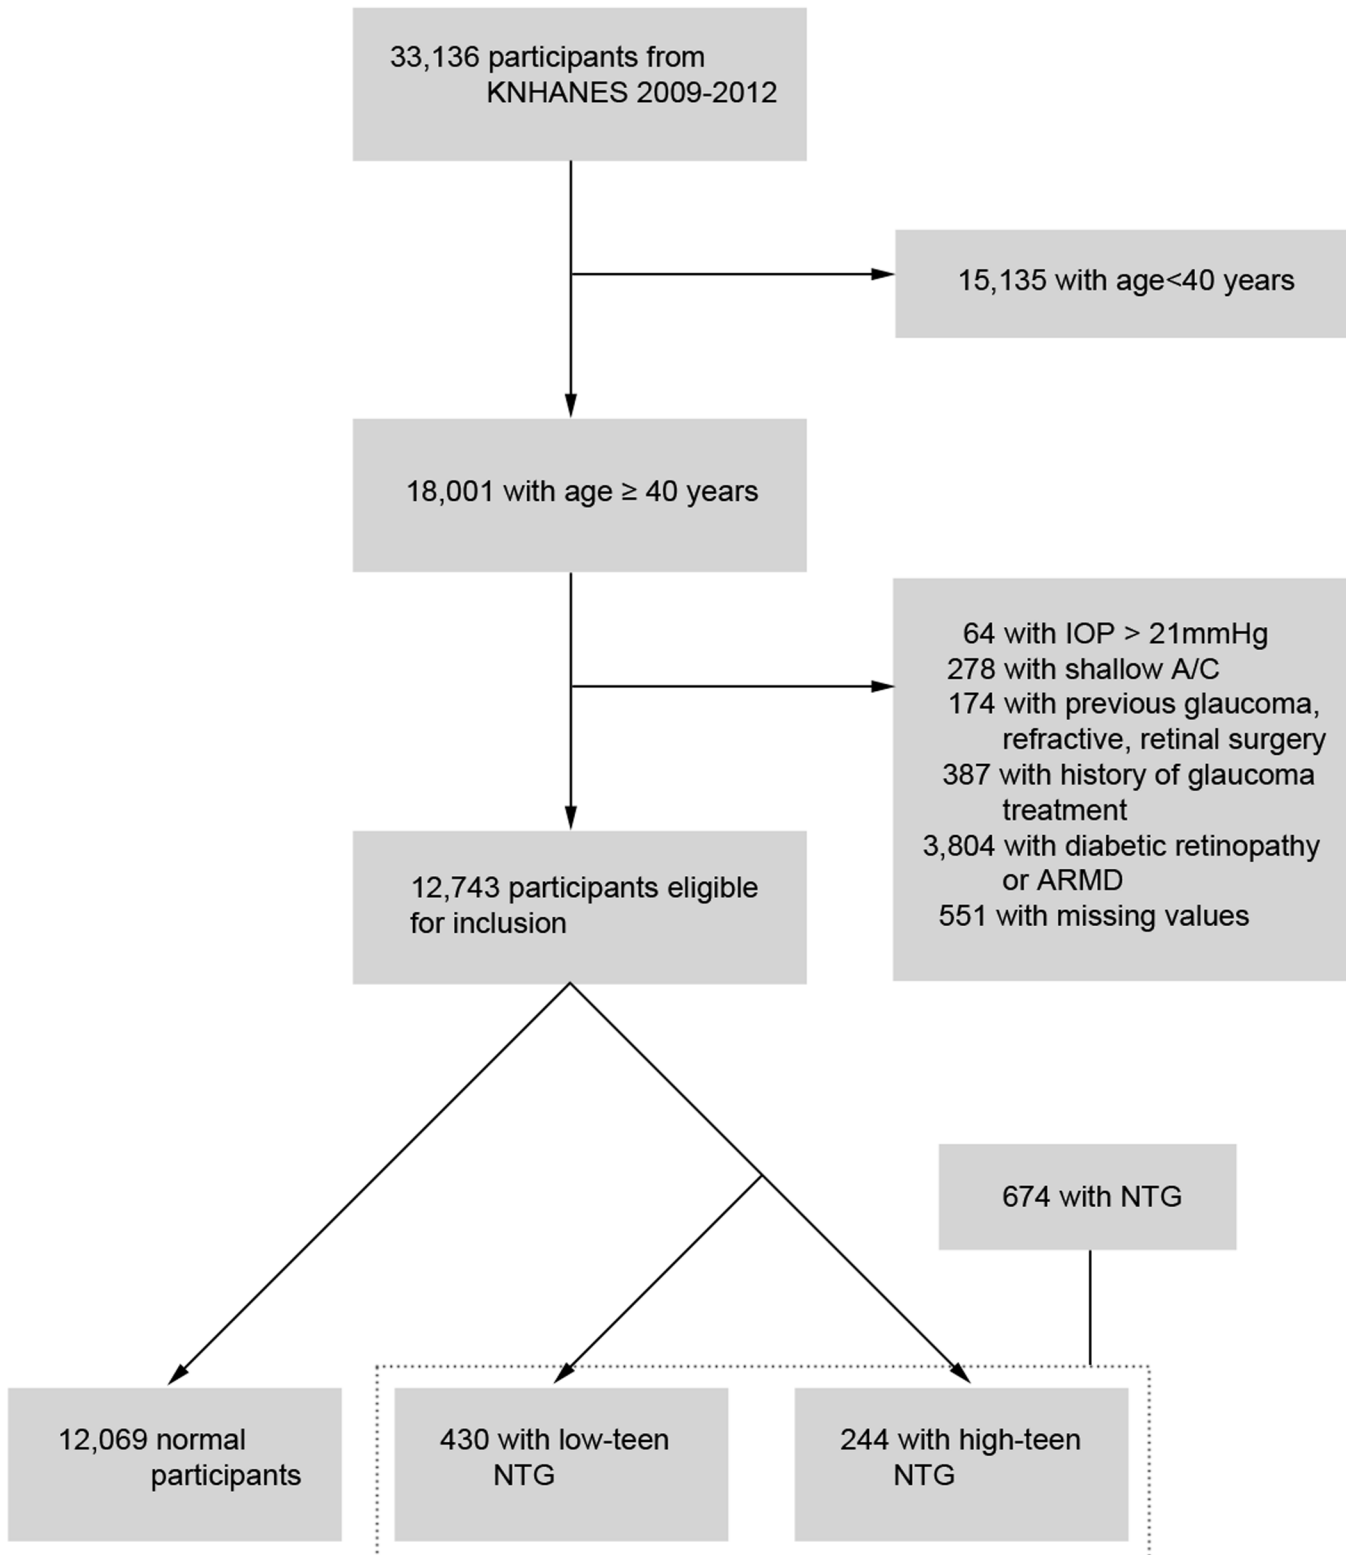 33,136 participants from
KNHANES 2009-2012
15,135 with age<40 years
18,001 with age ≥ 40 years
64 with IOP > 21mmHg
278 with shallow A/C
174 with previous glaucoma,
refractive, retinal surgery
387 with history of glaucoma
treatment
3,804 with diabetic retinopathy
or ARMD
551 with missing values
12,743 participants eligible
for inclusion
674 with NTG
12,069 normal
participants
430 with low-teen
NTG
244 with high-teen
NTG